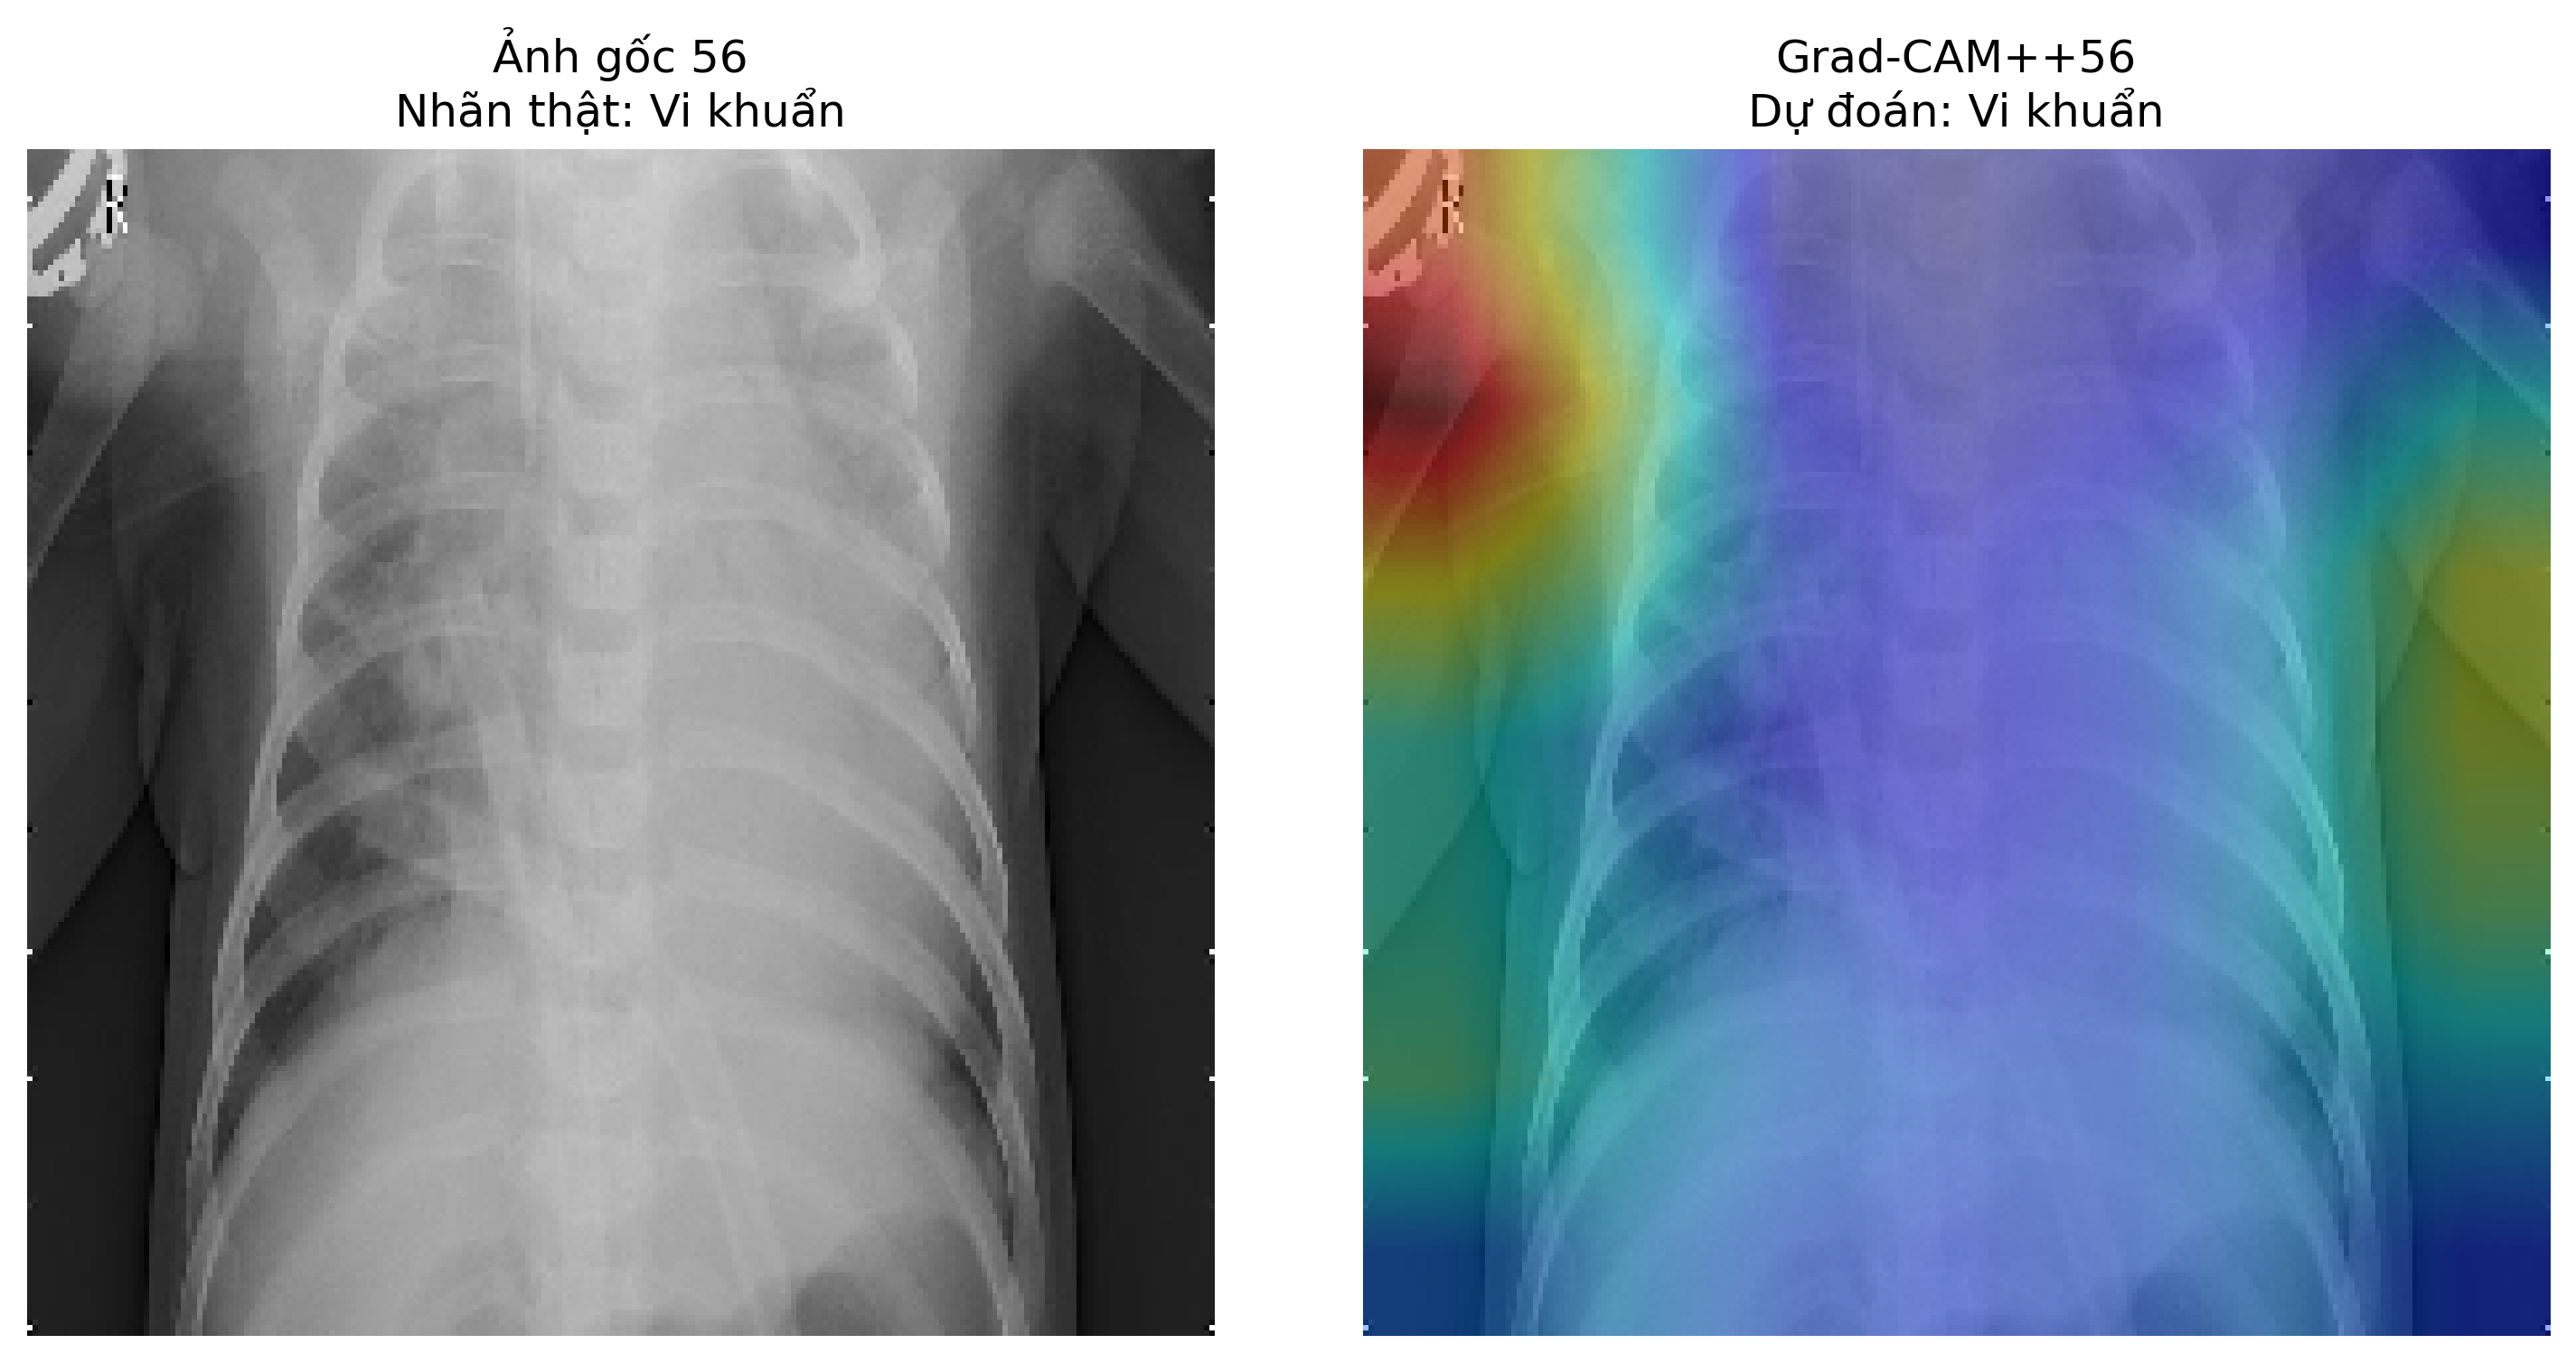 Ảnh gốc 56
Nhãn thật: Vi khuẩn
Grad-CAM++56
Dự đoán: Vi khuẩn